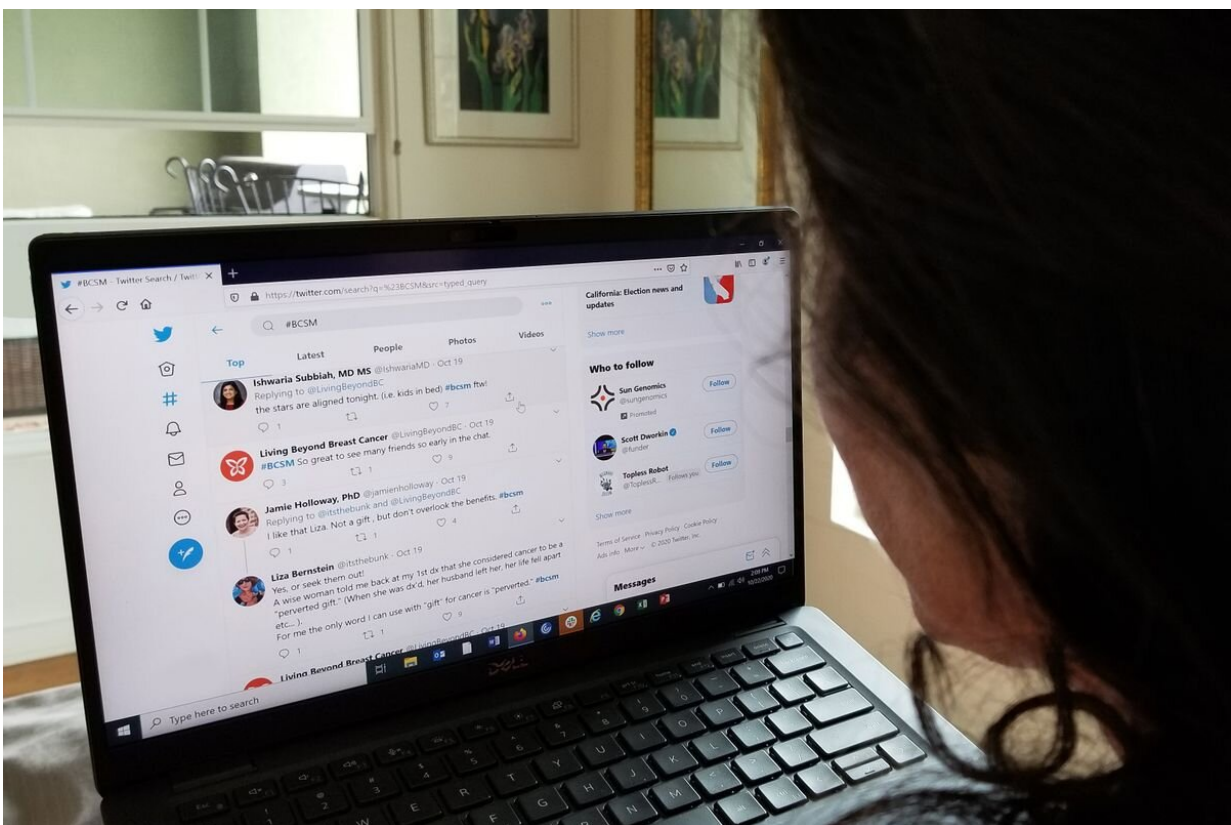 #BCSM - Twitter Search / Twit
https://twitter.com/search?q=%23BCSM&src=typed_query
#BCSM
Top Latest People Photos Videos
Ishwaria Subbiah, MD MS @IshwariaMD · Oct 19
Replying to @LivingBeyondBC
the stars are aligned tonight. (i.e. kids in bed) #bcsm ftw!
1 7
Living Beyond Breast Cancer @LivingBeyondBC · Oct 19
#BCSM So great to see many friends so early in the chat.
3 1 9
Jamie Holloway, PhD @jamienholloway · Oct 19
Replying to @itsthebunk and @LivingBeyondBC
I like that Liza. Not a gift , but don't overlook the benefits. #bcsm
1 1 4
Liza Bernstein @itsthebunk · Oct 19
Yes, or seek them out!
A wise woman told me back at my 1st dx that she considered cancer to be a
"perverted gift." (When she was dx'd, her husband left her, her life fell apart
etc... ).
For me the only word I can use with "gift" for cancer is "perverted." #bcsm
1 1 9
Living Beyond Breast Cancer @LivingBeyondBC · Oct 19
California: Election news and
updates
Show more
Who to follow
Sun Genomics
@sungenomics
Follow
Promoted
Scott Dworkin
@funder
Follow
Topless Robot
@ToplessR... Follows you
Follow
Show more
Terms of Service Privacy Policy Cookie Policy
Ads info More © 2020 Twitter, Inc.
Messages
Type here to search
2:09 PM
10/22/2020
DELL
Q W E R T Y U I O P
F G H J K L
V B N M